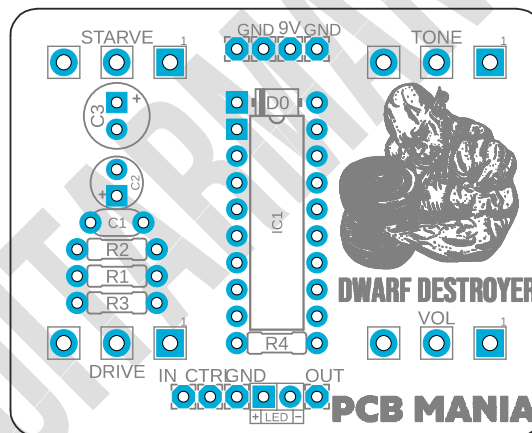 STARVE 1
GND 9V GND
TONE 1
D0
C3 +
C2 +
C1
IC1
R2
R1
R3
DWARF DESTROYER
DRIVE 1
VOL 1
R4
IN CTRL GND OUT
+ LED −
PCB MANIA